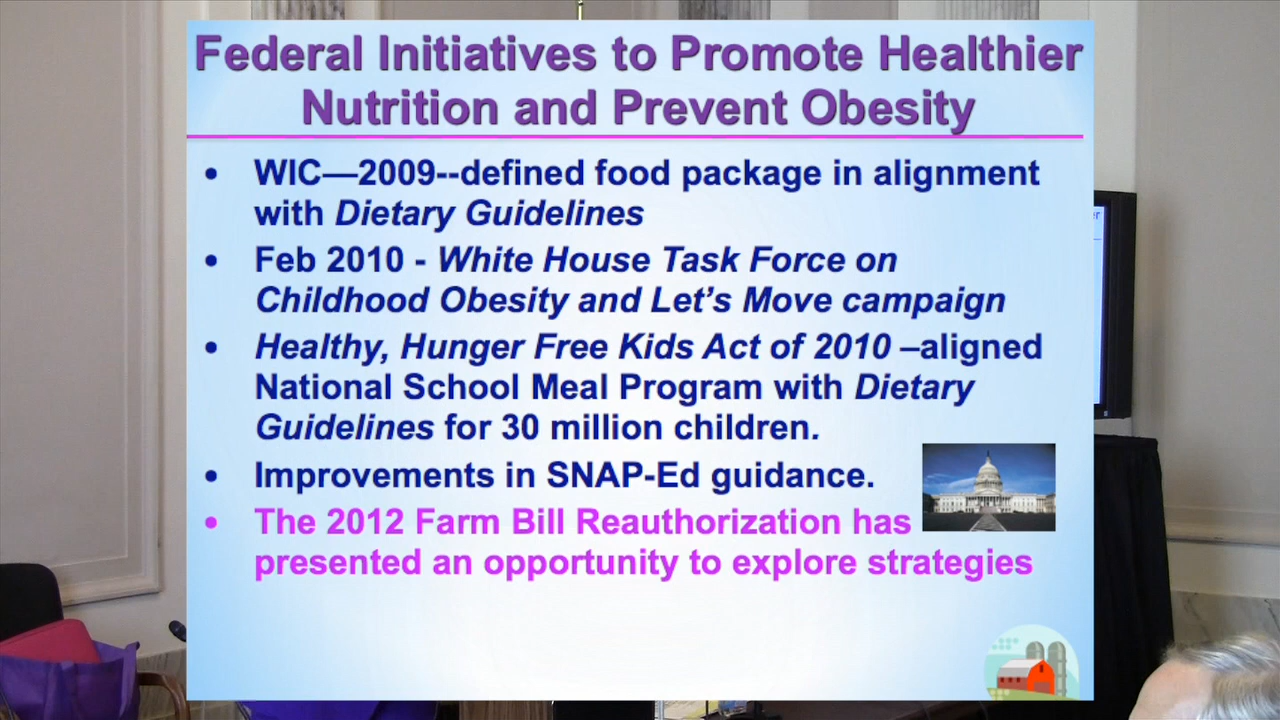 Federal Initiatives to Promote Healthier
Nutrition and Prevent Obesity
• WIC—2009--defined food package in alignment
with Dietary Guidelines
• Feb 2010 - White House Task Force on
Childhood Obesity and Let's Move campaign
• Healthy, Hunger Free Kids Act of 2010 –aligned
National School Meal Program with Dietary
Guidelines for 30 million children.
• Improvements in SNAP-Ed guidance.
• The 2012 Farm Bill Reauthorization has
presented an opportunity to explore strategies